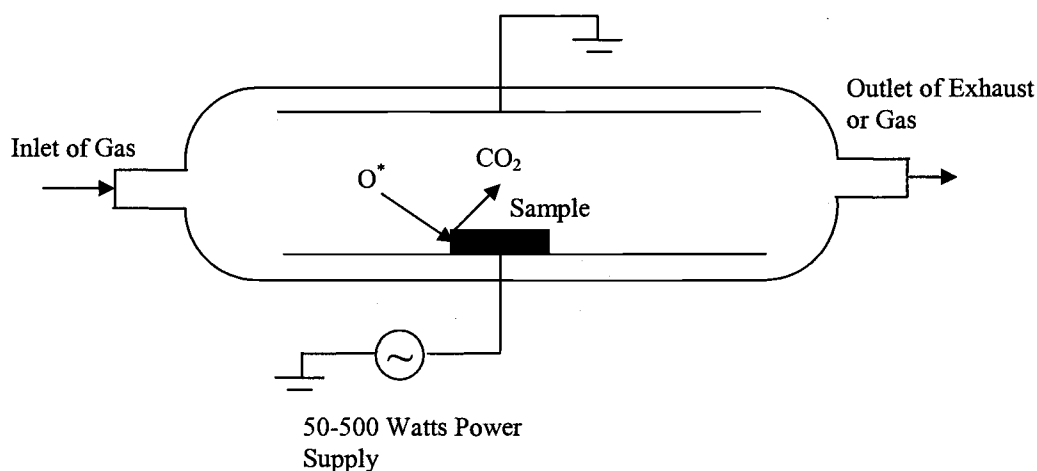 Outlet of Exhaust
or Gas
Inlet of Gas
CO₂
O*
Sample
~
50-500 Watts Power
Supply